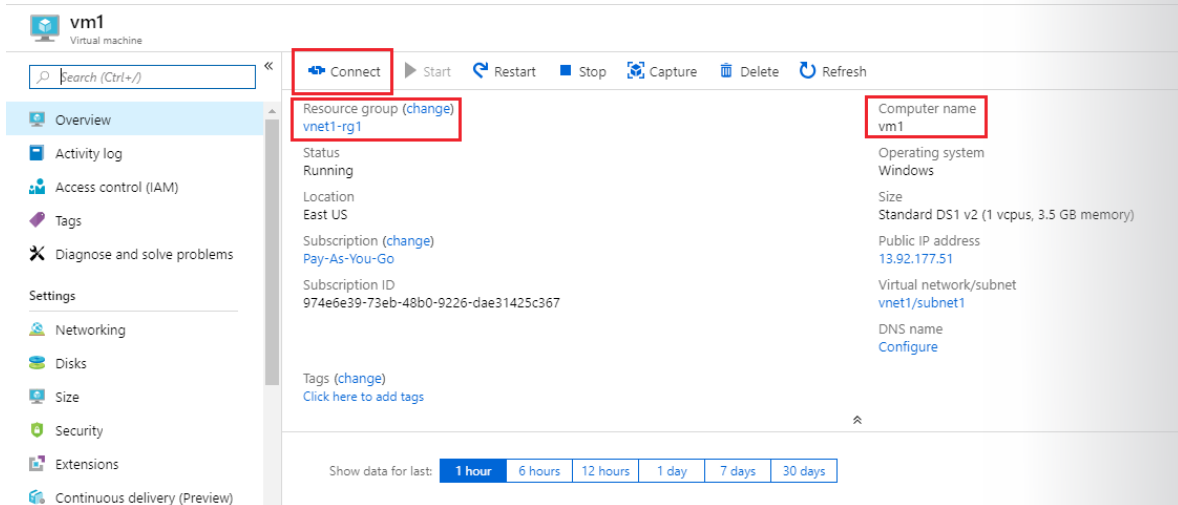 vm1
Virtual machine
Search (Ctrl+/)
«
Overview
Activity log
Access control (IAM)
Tags
Diagnose and solve problems
Settings
Networking
Disks
Size
Security
Extensions
Continuous delivery (Preview)
Connect
Start
Restart
Stop
Capture
Delete
Refresh
Resource group (change)
vnet1-rg1
Status
Running
Location
East US
Subscription (change)
Pay-As-You-Go
Subscription ID
974e6e39-73eb-48b0-9226-dae31425c367
Tags (change)
Click here to add tags
Computer name
vm1
Operating system
Windows
Size
Standard DS1 v2 (1 vcpus, 3.5 GB memory)
Public IP address
13.92.177.51
Virtual network/subnet
vnet1/subnet1
DNS name
Configure
Show data for last: 1 hour 6 hours 12 hours 1 day 7 days 30 days